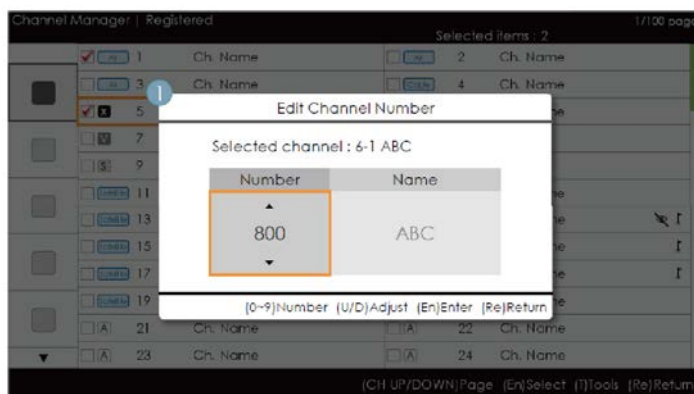 Channel Manager | Registered
1/100 page
Selected items : 2
1 Ch. Name 2 Ch. Name
3 Ch. Name 4 Ch. Name
1
5
7
9
11
13
15
17
19
21 Ch. Name A 22 Ch. Name
A 23 Ch. Name A 24 Ch. Name
Edit Channel Number
Selected channel : 6-1 ABC
Number Name
800 ABC
(0~9)Number (U/D)Adjust (En)Enter (Re)Return
(CH UP/DOWN)Page (En)Select (T)Tools (Re)Return